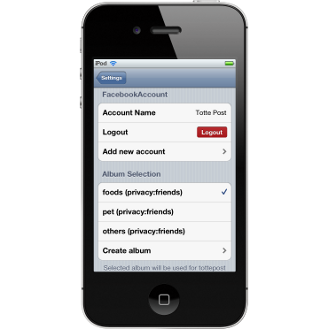 iPod
Settings
FacebookAccount
Account Name Totte Post
Logout Logout
Add new account
Album Selection
foods (privacy:friends)
pet (privacy:friends)
others (privacy:friends)
Create album
Selected album will be used for tottepost